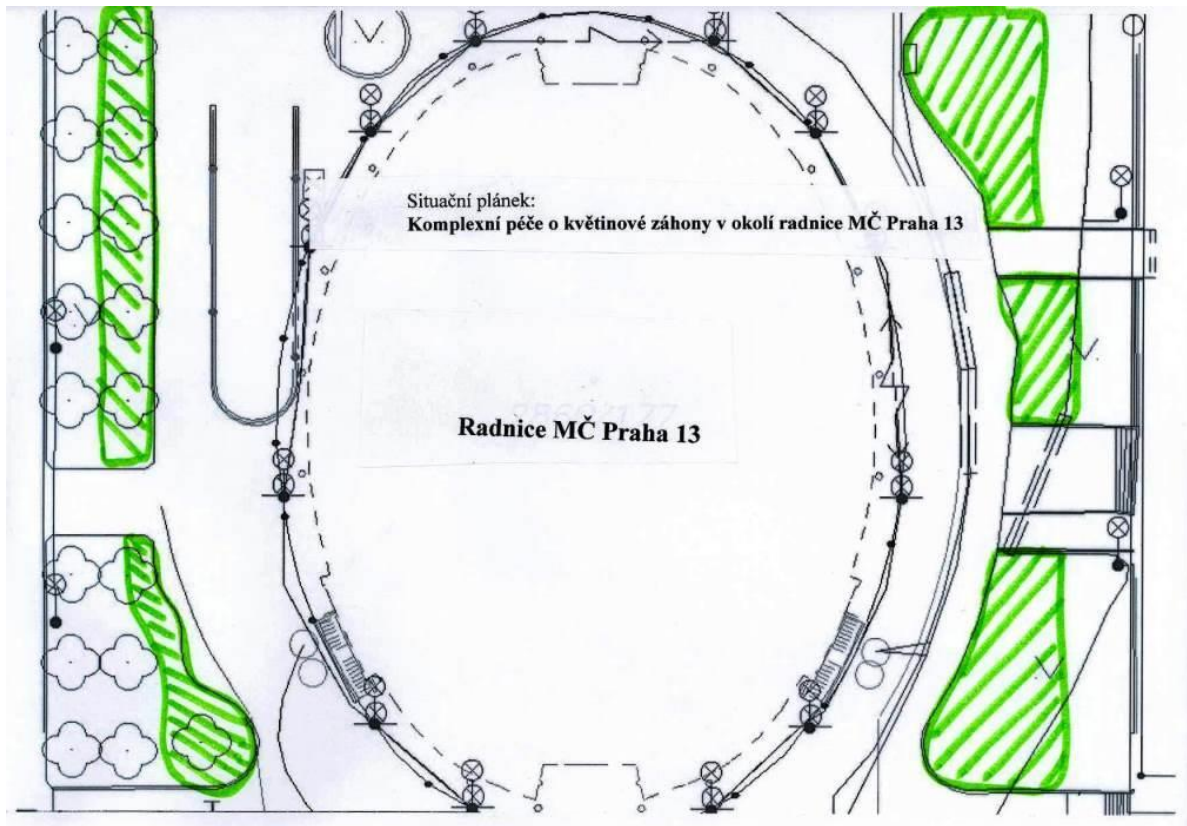 Situační plánek:
Komplexní péče o květinové záhony v okolí radnice MČ Praha 13
Radnice MČ Praha 13